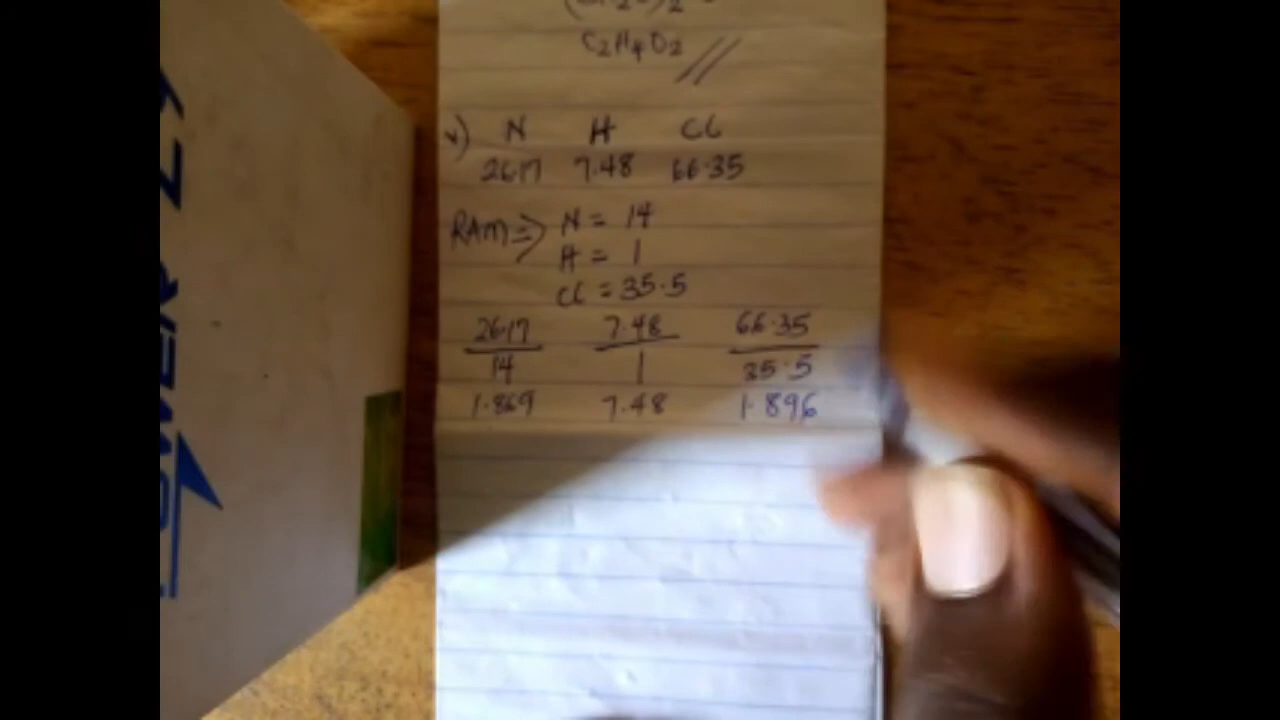 C2H4O2
v) N H Cl
26.17 7.48 66.35
RAM => N = 14
H = 1
Cl = 35.5
26.17 7.48 66.35
14 1 35.5
1.869 7.48 1.896